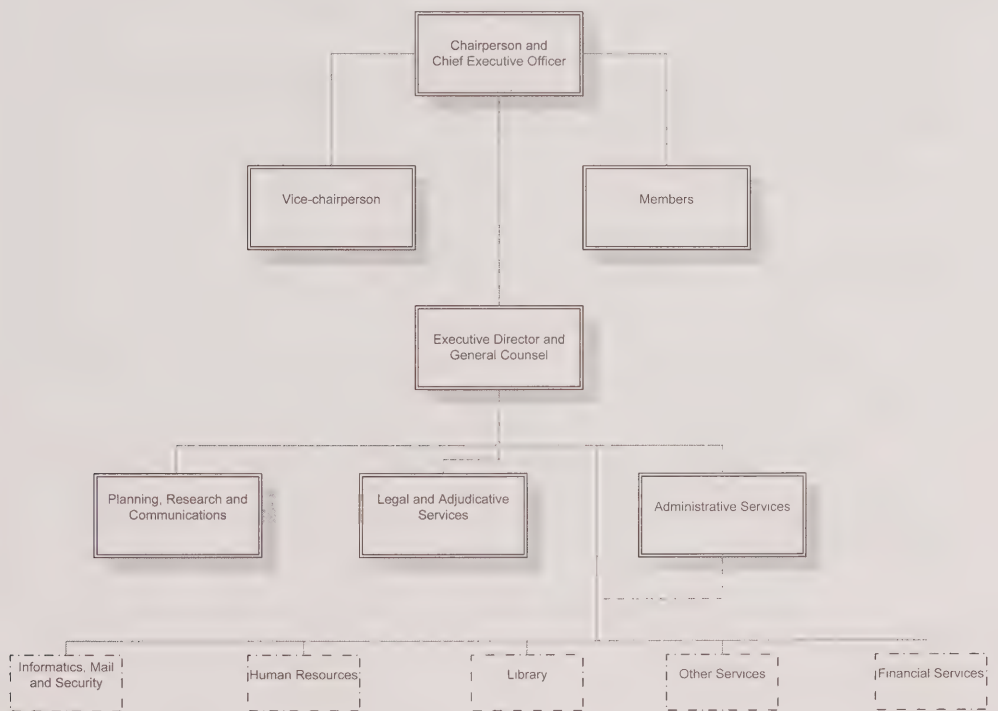 Chairperson and
Chief Executive Officer
Vice-chairperson
Members
Executive Director and
General Counsel
Planning, Research and
Communications
Legal and Adjudicative
Services
Administrative Services
Informatics, Mail
and Security
Human Resources
Library
Other Services
Financial Services